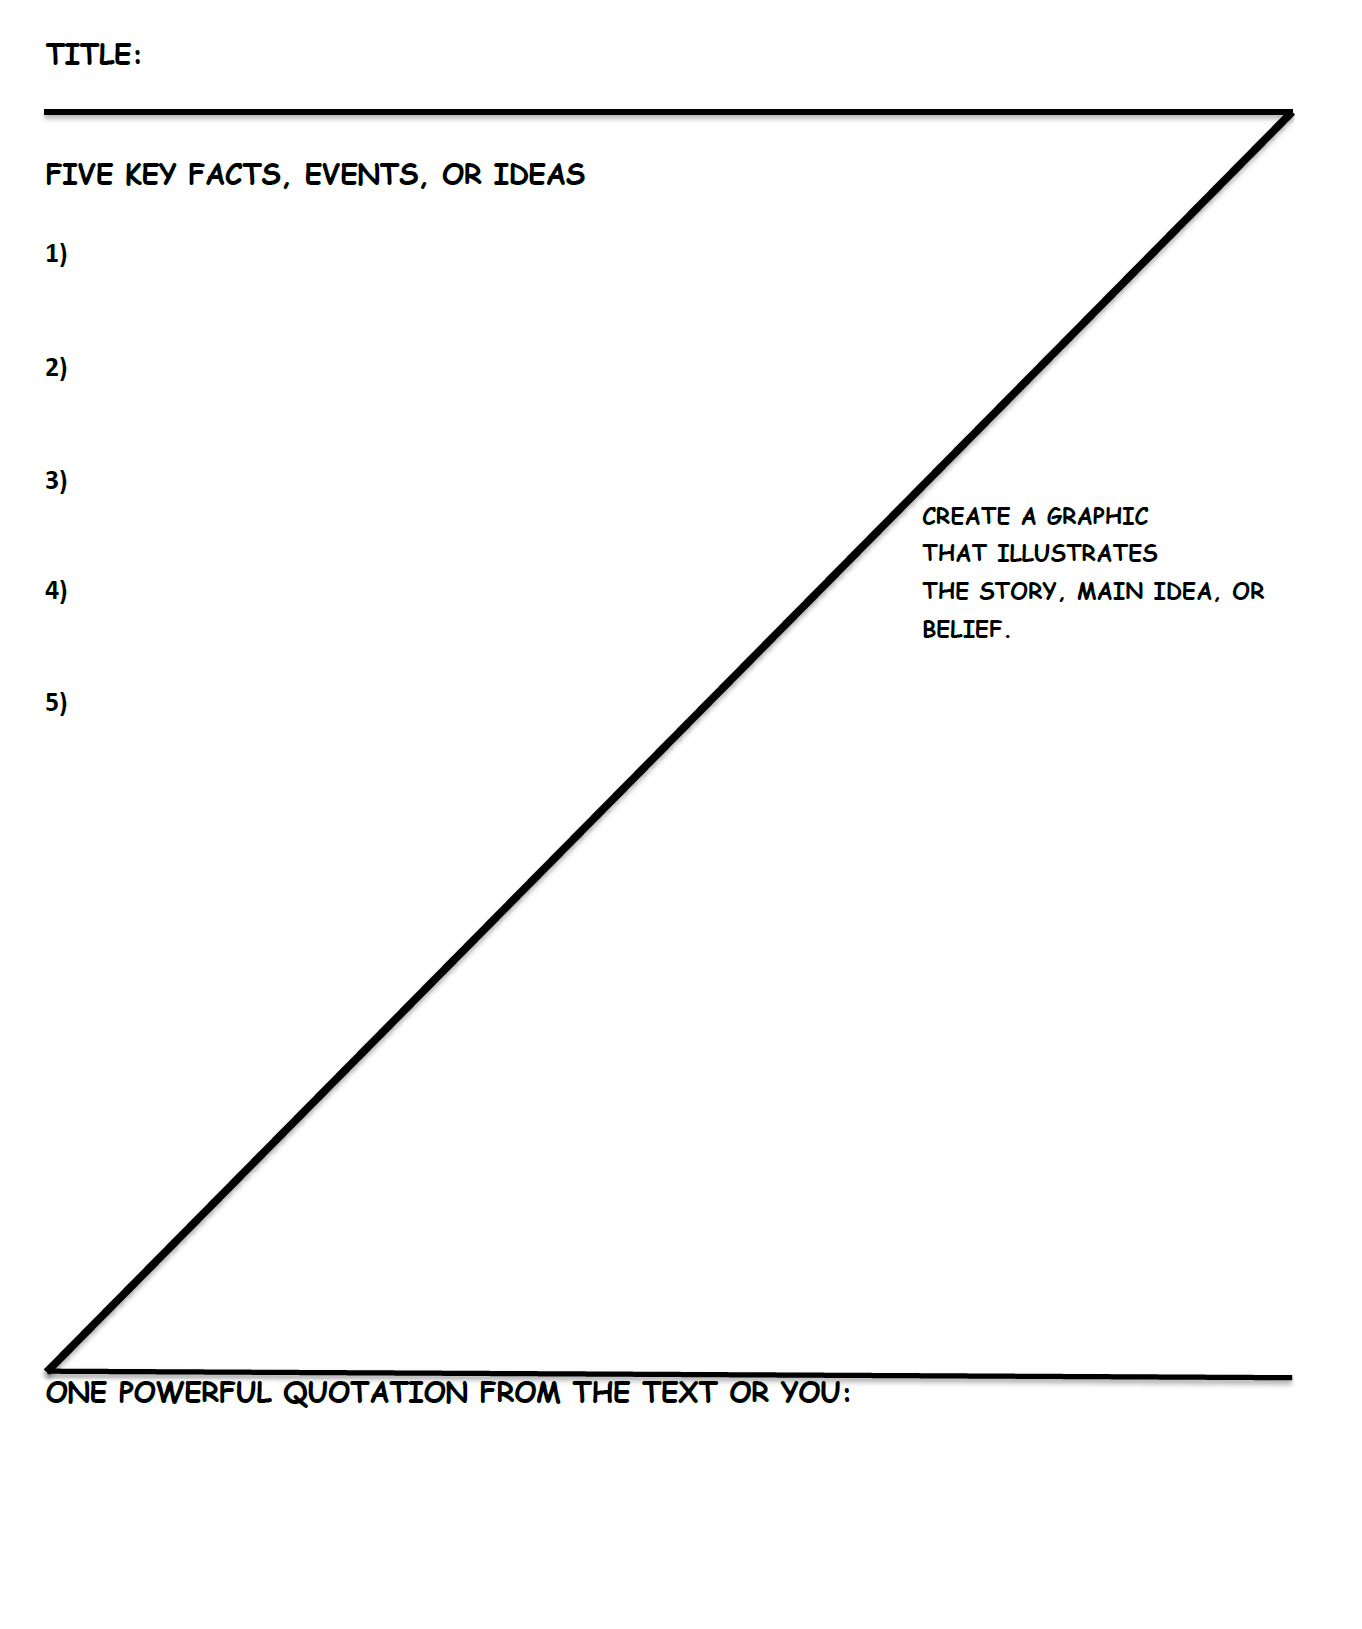 TITLE:
FIVE KEY FACTS, EVENTS, OR IDEAS
1)
2)
3)
4)
5)
CREATE A GRAPHIC
THAT ILLUSTRATES
THE STORY, MAIN IDEA, OR
BELIEF.
ONE POWERFUL QUOTATION FROM THE TEXT OR YOU: